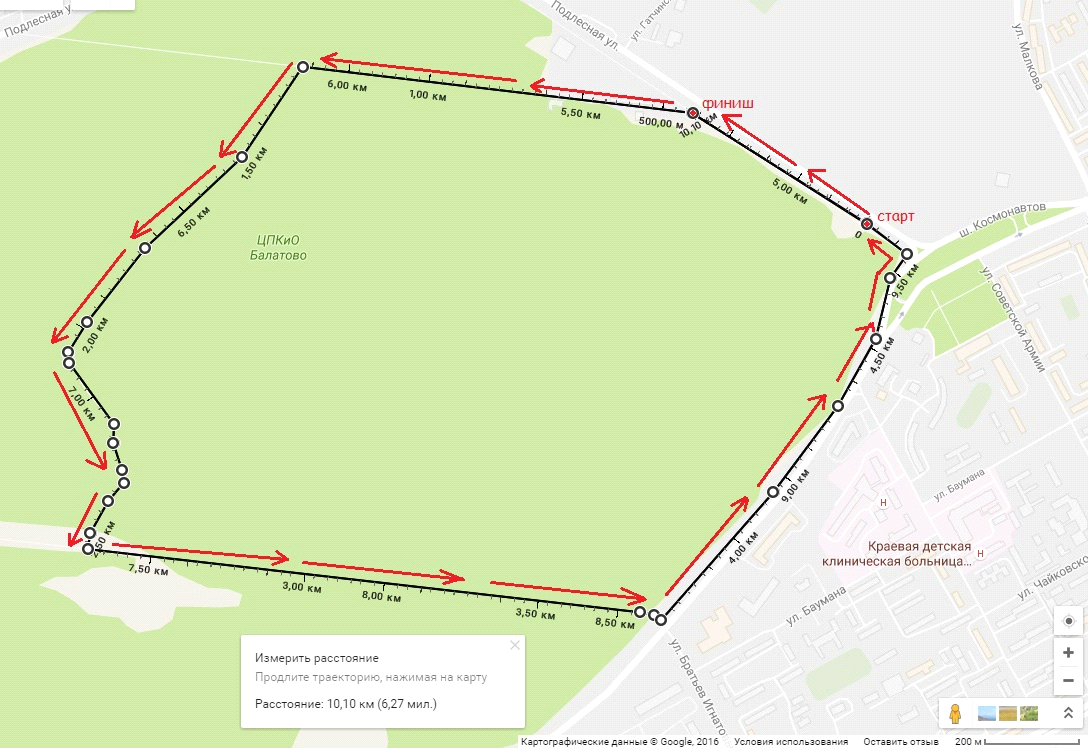 Подлесная у
Подлесная ул.
ул. Гатчинс
ул. Малкова
6,00 КМ
1,00 КМ
5,50 КМ
500,00 М
10,10 КМ
финиш
1,50 КМ
5,00 КМ
6,50 КМ
старт
0
ш. Космонавтов
ЦПКиО
Балатово
9,50 КМ
ул. Советской Армии
2,00 КМ
4,50 КМ
7,00 КМ
9,00 КМ
ул. Баумана
Н
2,50 КМ
4,00 КМ
Краевая детская
клиническая больница...
Н
7,50 КМ
3,00 КМ
8,00 КМ
3,50 КМ
8,50 КМ
ул. Баумана
ул. Чайковско
ул. Братьев Игнато
Измерить расстояние
Продлите траекторию, нажимая на карту
Расстояние: 10,10 км (6,27 мил.)
Картографические данные © Google, 2016 Условия использования Оставить отзыв 200 м